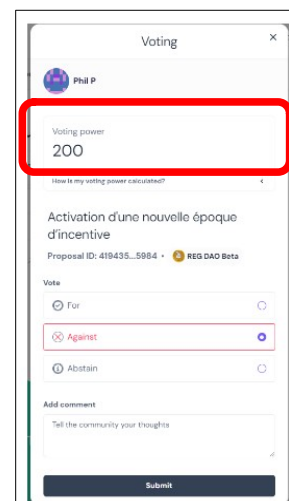 Voting
Phil P
Voting power
200
How is my voting power calculated?
Activation d'une nouvelle époque
d'incentive
Proposal ID: 419435...5984 • REG DAO Beta
Vote
For
Against
Abstain
Add comment
Tell the community your thoughts
Submit